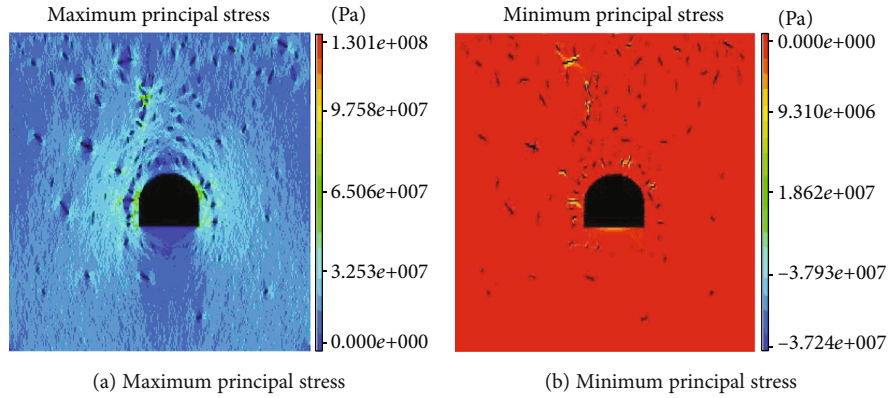 Maximum principal stress
(Pa)
1.301e+008
9.758e+007
6.506e+007
3.253e+007
0.000e+000
(a) Maximum principal stress
Minimum principal stress
(Pa)
0.000e+000
9.310e+006
1.862e+007
−3.793e+007
−3.724e+007
(b) Minimum principal stress